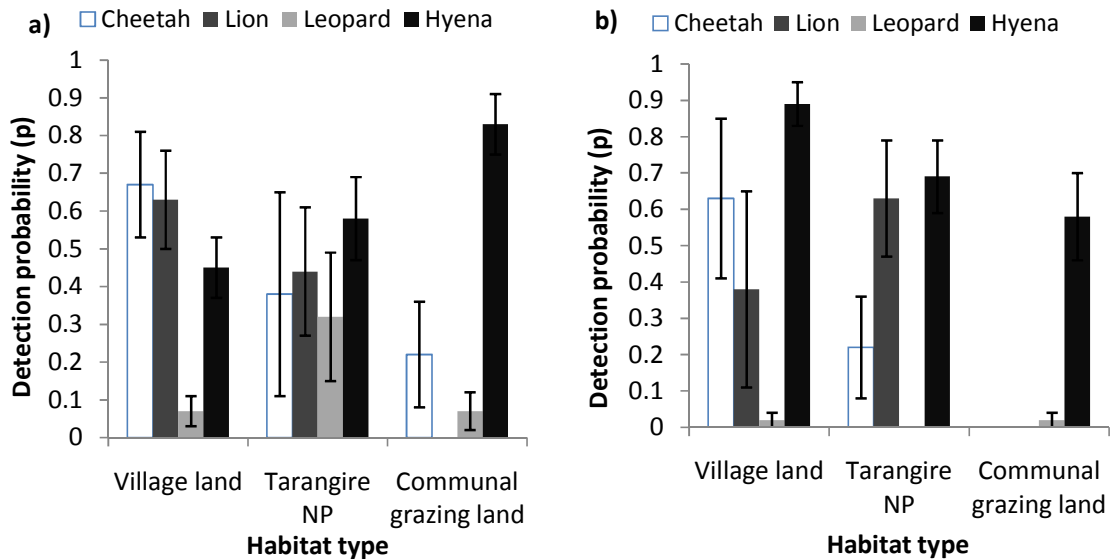 a)
Cheetah Lion Leopard Hyena
Detection probability (p)
1
0.9
0.8
0.7
0.6
0.5
0.4
0.3
0.2
0.1
0
Village land Tarangire NP Communal grazing land
Habitat type
b)
Cheetah Lion Leopard Hyena
Detection probability (p)
1
0.9
0.8
0.7
0.6
0.5
0.4
0.3
0.2
0.1
0
Village land Tarangire NP Communal grazing land
Habitat type